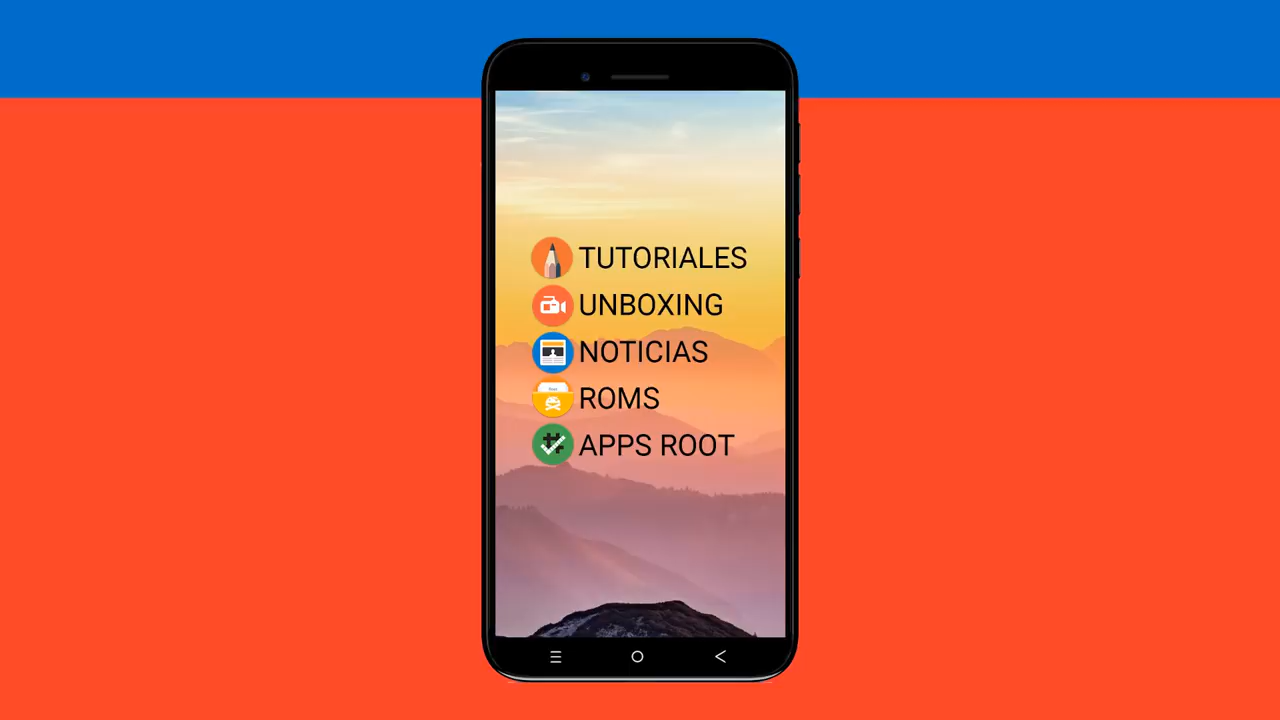 TUTORIALES
UNBOXING
NOTICIAS
ROMS
APPS ROOT